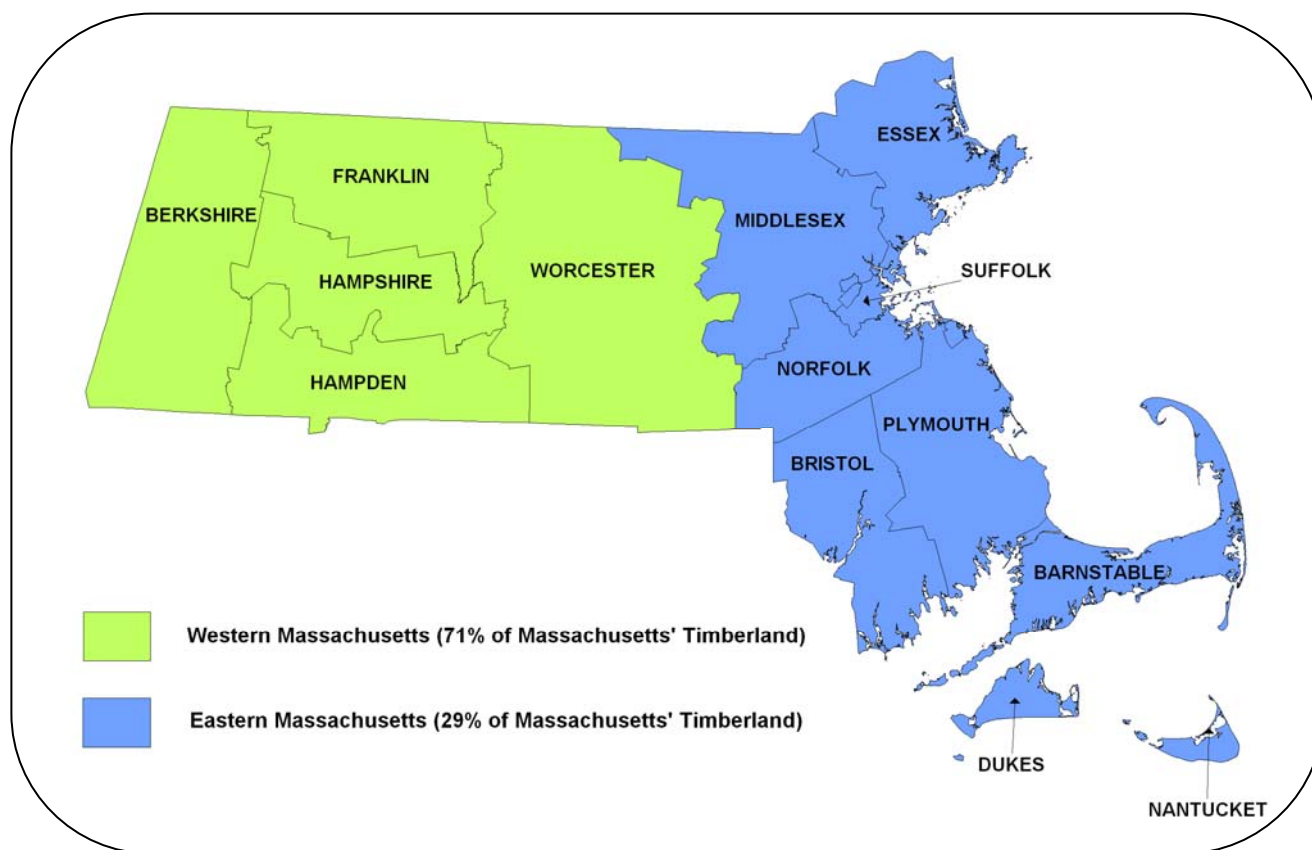 ESSEX
FRANKLIN
BERKSHIRE
MIDDLESEX
WORCESTER
SUFFOLK
HAMPSHIRE
NORFOLK
HAMPDEN
PLYMOUTH
BRISTOL
BARNSTABLE
Western Massachusetts (71% of Massachusetts' Timberland)
Eastern Massachusetts (29% of Massachusetts' Timberland)
DUKES
NANTUCKET